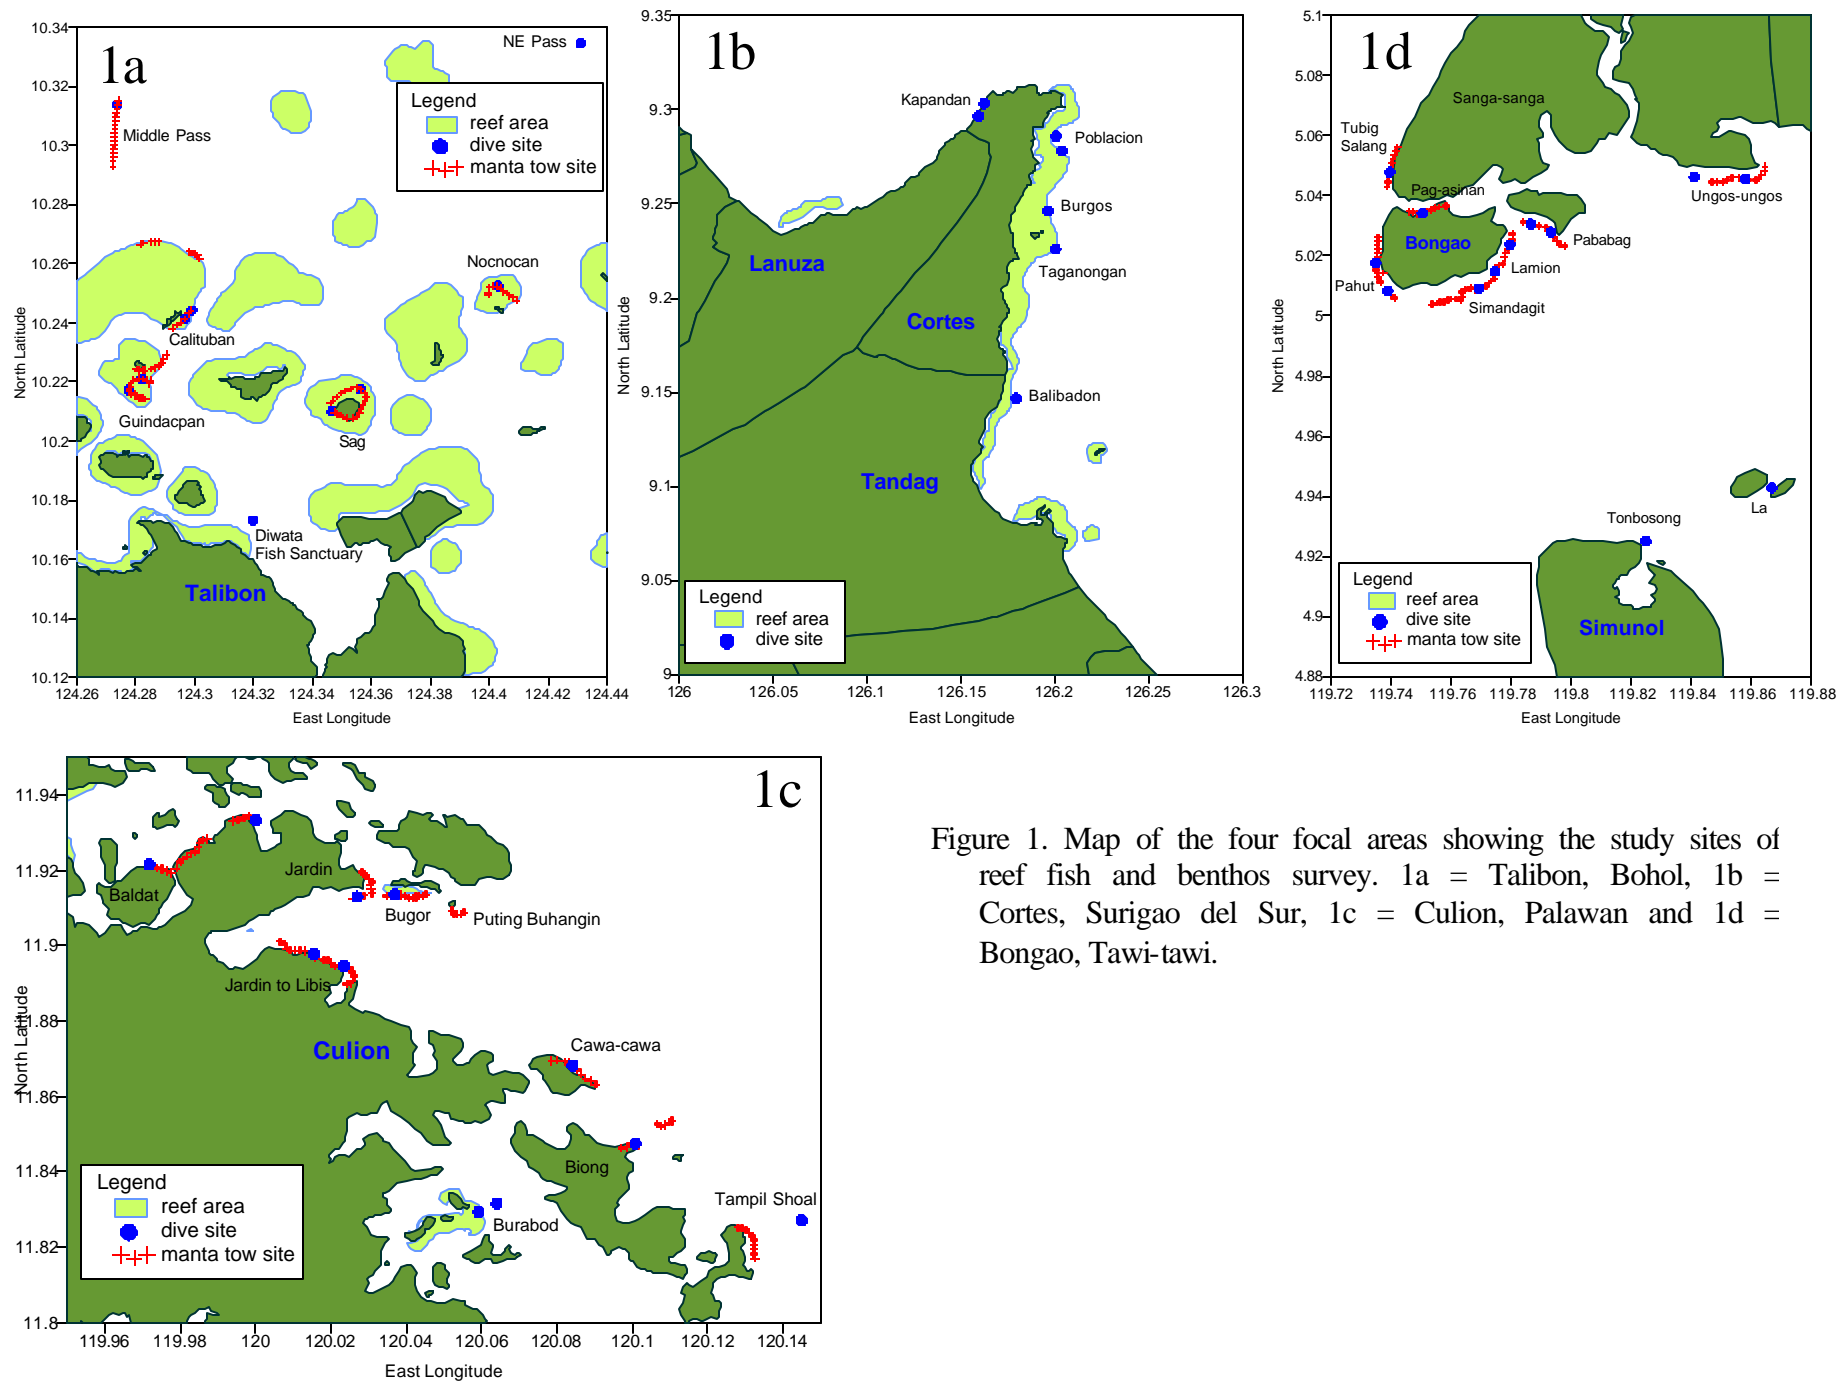 1a
10.34
10.32
10.3
10.28
10.26
10.24
10.22
10.2
10.18
10.16
10.14
10.12
North Latitude
NE Pass
Legend
reef area
dive site
manta tow site
Middle Pass
Nocnocan
Calituban
Guindacpan
Sag
Diwata
Fish Sanctuary
Talibon
124.26 124.28 124.3 124.32 124.34 124.36 124.38 124.4 124.42 124.44
East Longitude
1b
9.35
9.3
9.25
9.2
9.15
9.1
9.05
9
North Latitude
Kapandan
Poblacion
Burgos
Taganongan
Lanuza
Cortes
Balibadon
Tandag
Legend
reef area
dive site
126 126.05 126.1 126.15 126.2 126.25 126.3
East Longitude
1d
5.1
5.08
5.06
5.04
5.02
5
4.98
4.96
4.94
4.92
4.9
4.88
North Latitude
Sanga-sanga
Tubig
Salang
Pag-asinan
Ungos-ungos
Bongao
Pababag
Lamion
Pahut
Simandagit
La
Tonbosong
Simunol
Legend
reef area
dive site
manta tow site
119.72 119.74 119.76 119.78 119.8 119.82 119.84 119.86 119.88
East Longitude
1c
11.94
11.92
11.9
11.88
11.86
11.84
11.82
11.8
North Latitude
Jardin
Baldat
Bugor
Puting Buhangin
Jardin to Libis
Culion
Cawa-cawa
Biong
Tampil Shoal
Burabod
Legend
reef area
dive site
manta tow site
119.96 119.98 120 120.02 120.04 120.06 120.08 120.1 120.12 120.14
East Longitude
Figure 1. Map of the four focal areas showing the study sites of
reef fish and benthos survey. 1a = Talibon, Bohol, 1b =
Cortes, Surigao del Sur, 1c = Culion, Palawan and 1d =
Bongao, Tawi-tawi.